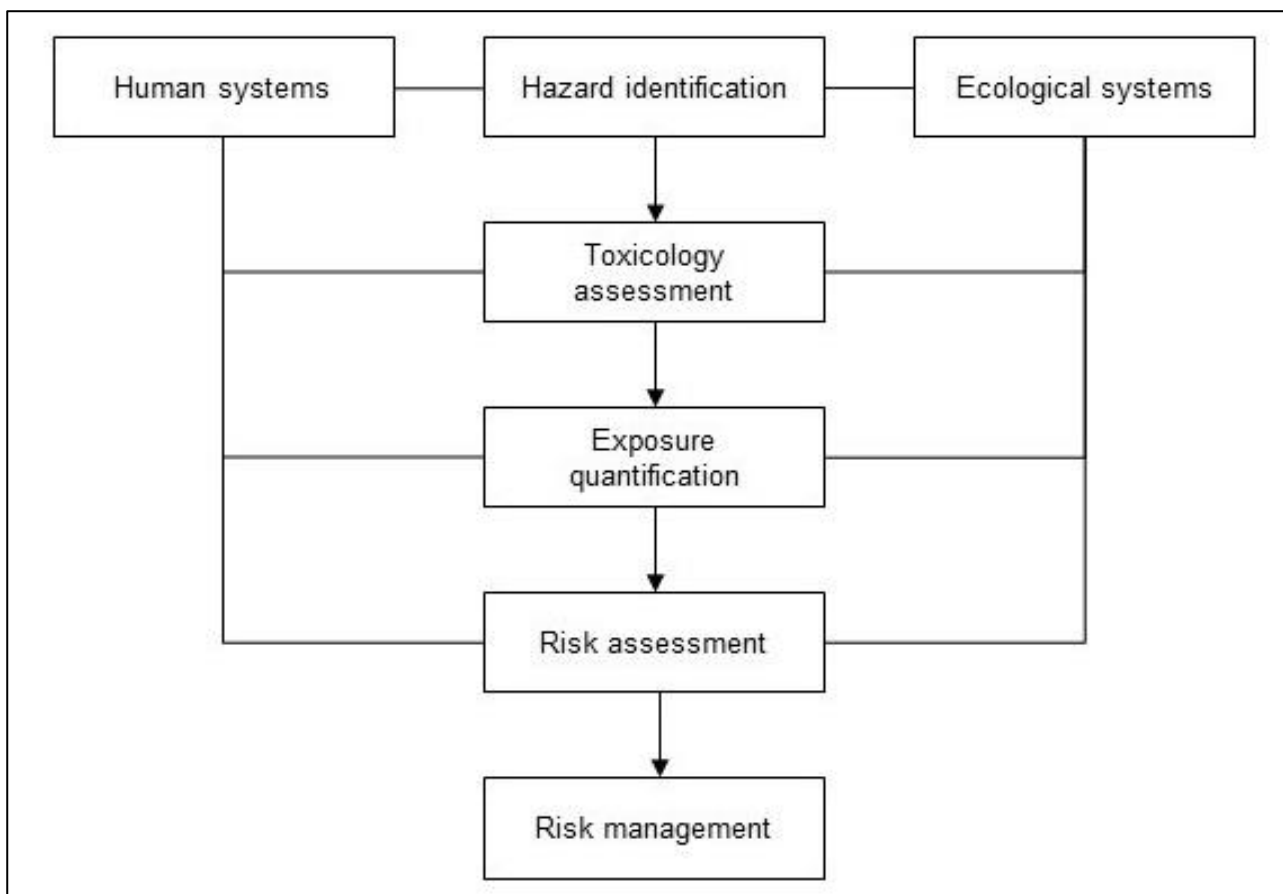 Human systems
Hazard identification
Ecological systems
Toxicology
assessment
Exposure
quantification
Risk assessment
Risk management